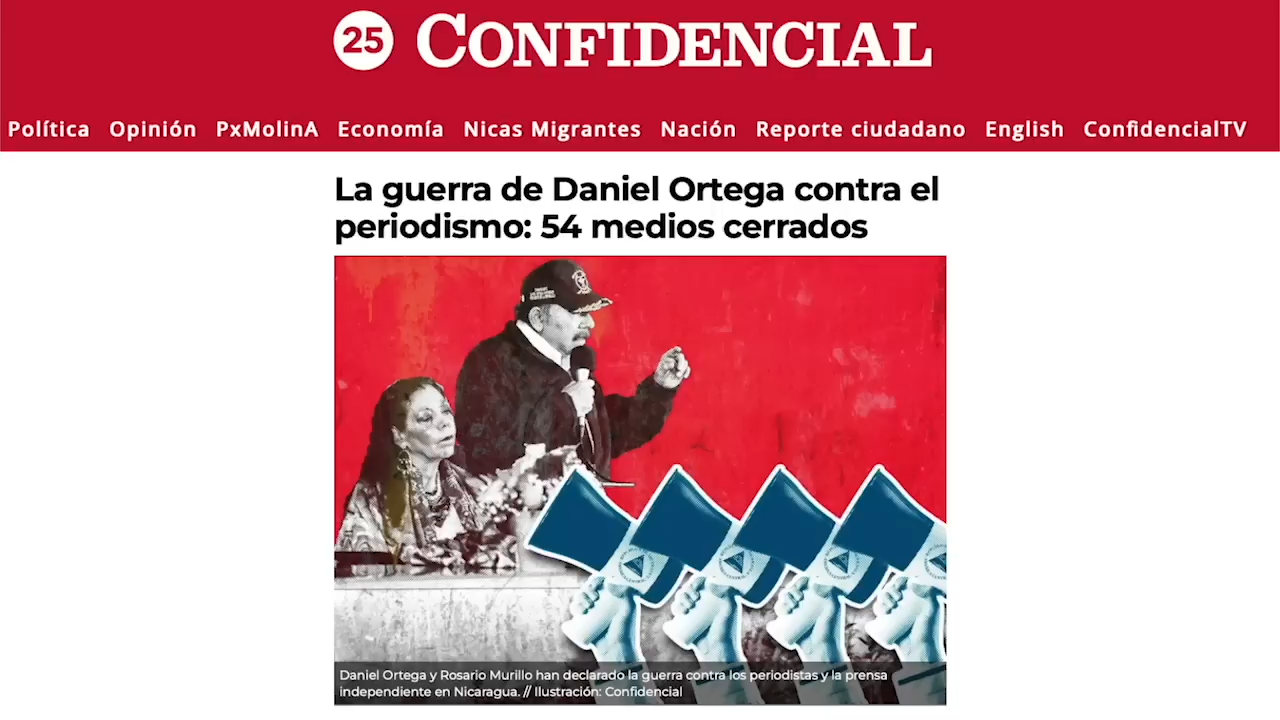 25 CONFIDENCIAL
Política Opinión PxMolinA Economía Nicas Migrantes Nación Reporte ciudadano English ConfidencialTV
La guerra de Daniel Ortega contra el
periodismo: 54 medios cerrados
Daniel Ortega y Rosario Murillo han declarado la guerra contra los periodistas y la prensa
independiente en Nicaragua. // Ilustración: Confidencial